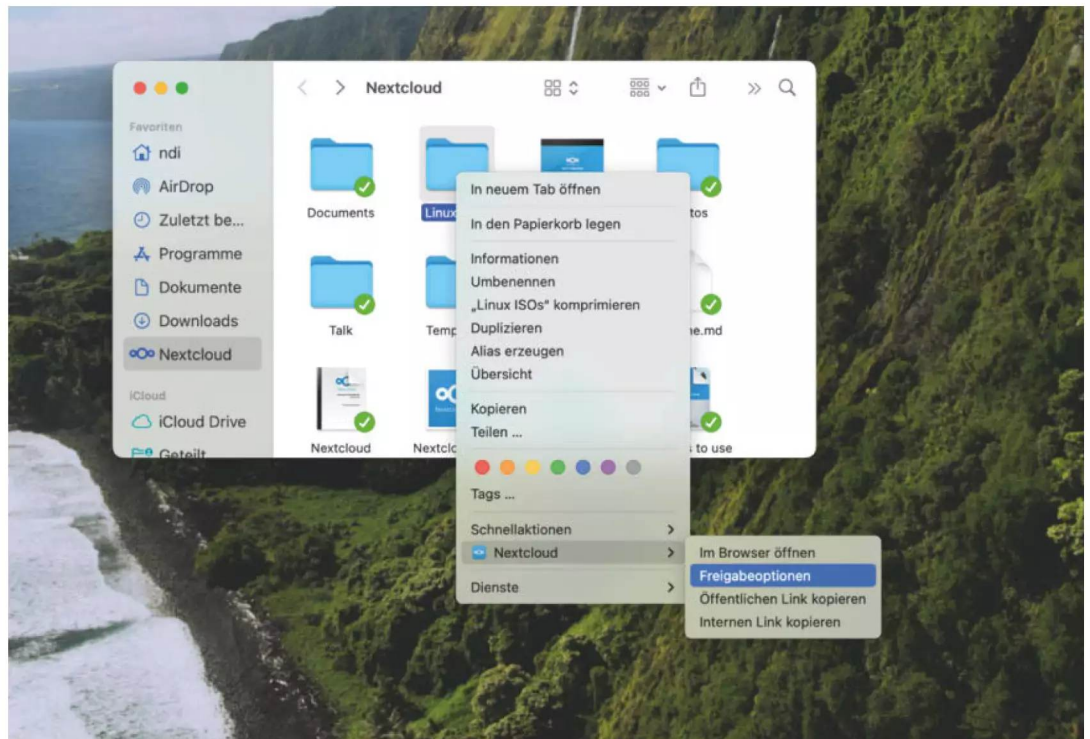 Nextcloud
Favoriten
ndi
AirDrop
Zuletzt be...
Programme
Dokumente
Downloads
Nextcloud
iCloud
iCloud Drive
Geteilt
Documents
Linux
tos
Talk
Temp
e.md
Nextcloud
Nextclo
s to use
In neuem Tab öffnen
In den Papierkorb legen
Informationen
Umbenennen
„Linux ISOs“ komprimieren
Duplizieren
Alias erzeugen
Übersicht
Kopieren
Teilen ...
Tags ...
Schnellaktionen
Nextcloud
Dienste
Im Browser öffnen
Freigabeoptionen
Öffentlichen Link kopieren
Internen Link kopieren